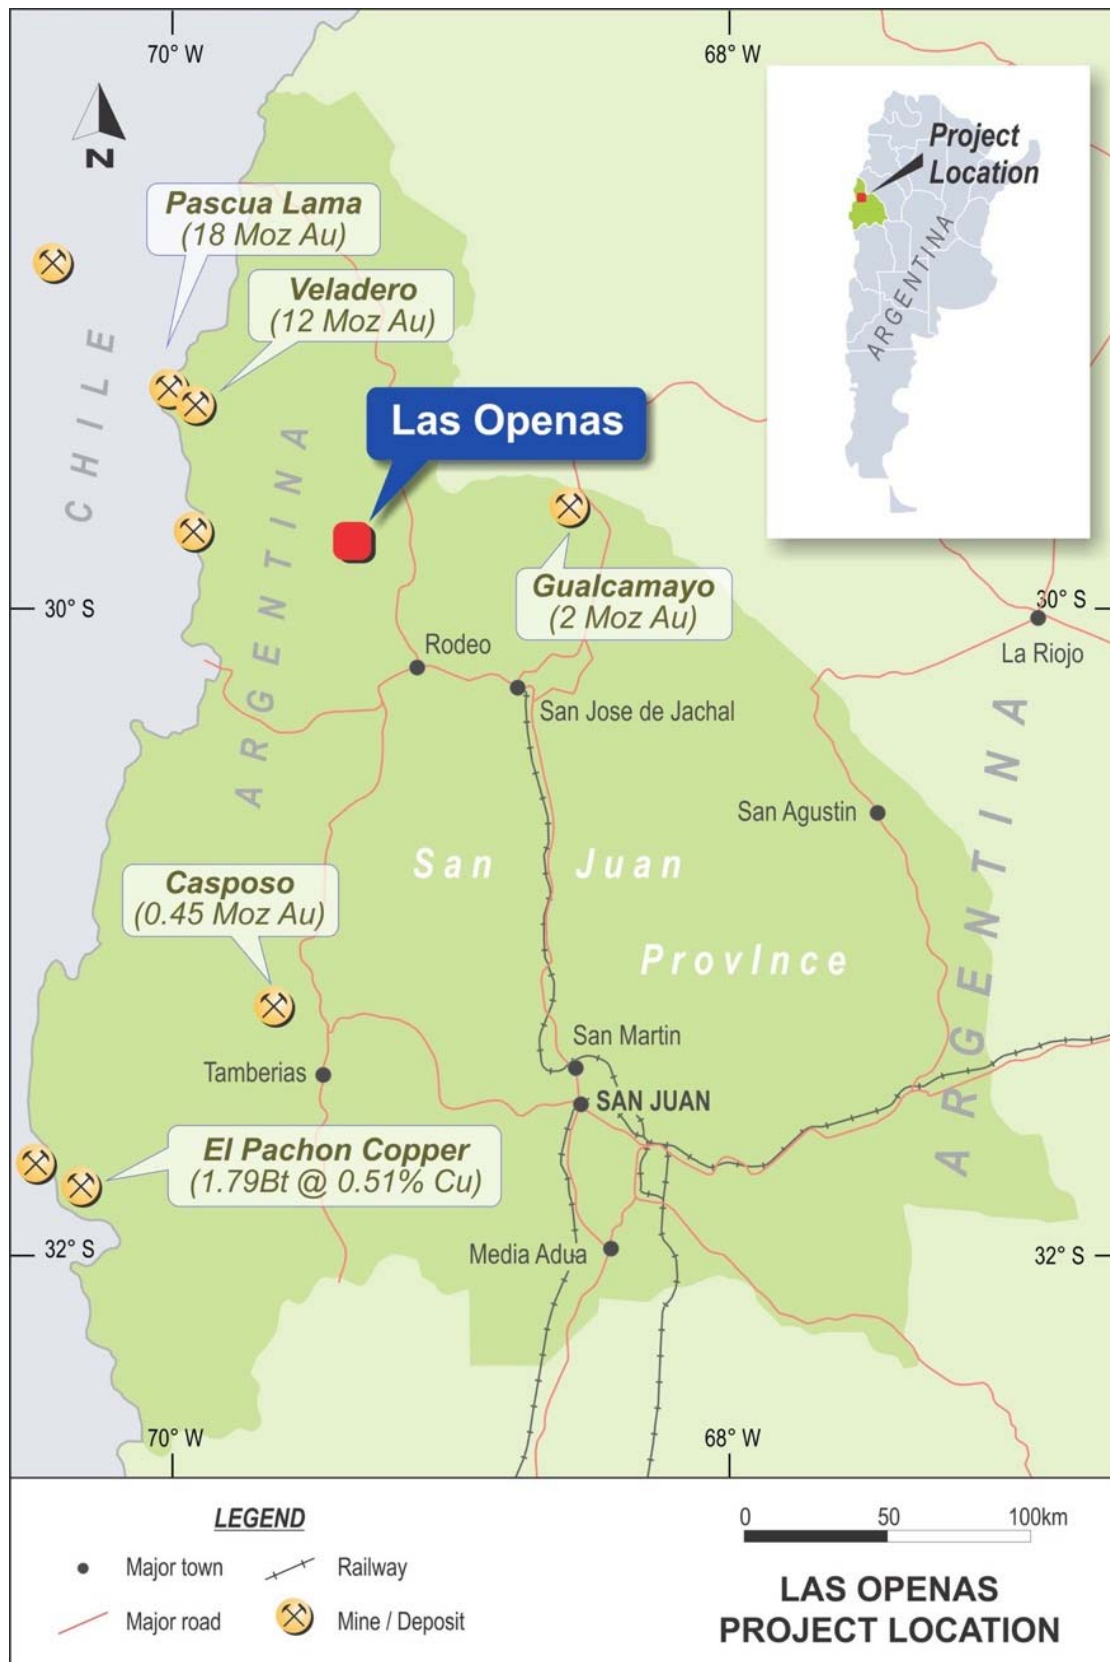 70° W
68° W
N
Project
Location
ARGENTINA
Pascua Lama
(18 Moz Au)
Veladero
(12 Moz Au)
CHILE
Las Openas
ARGENTINA
Gualcamayo
(2 Moz Au)
30° S
30° S
Rodeo
La Riojo
San Jose de Jachal
San Agustin
San Juan
ProvInce
ARGENTINA
Casposo
(0.45 Moz Au)
San Martin
Tamberias
SAN JUAN
El Pachon Copper
(1.79Bt @ 0.51% Cu)
32° S
Media Adua
32° S
70° W
68° W
LEGEND
Major town
Railway
Major road
Mine / Deposit
0 50 100km
LAS OPENAS
PROJECT LOCATION